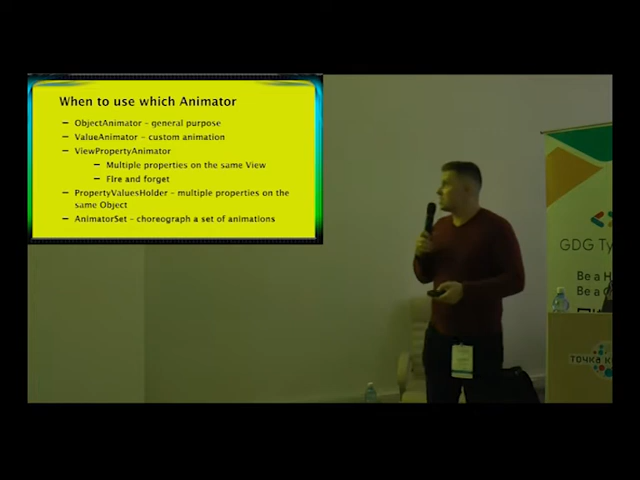 When to use which Animator
– ObjectAnimator – general purpose
– ValueAnimator – custom animation
– ViewPropertyAnimator
– Multiple properties on the same View
– Fire and forget
– PropertyValuesHolder – multiple properties on the
same Object
– AnimatorSet – choreograph a set of animations
GDG Ty
Be a H
Be a
точка к